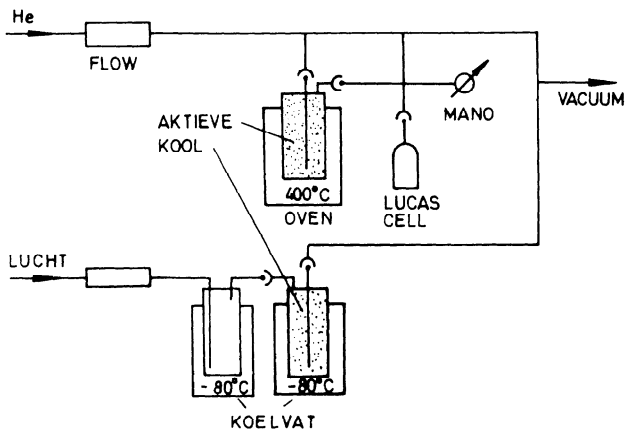 He
FLOW
VACUUM
MANO
AKTIEVE
KOOL
400°C
OVEN
LUCAS
CELL
LUCHT
-80°C
-80°C
KOELVAT